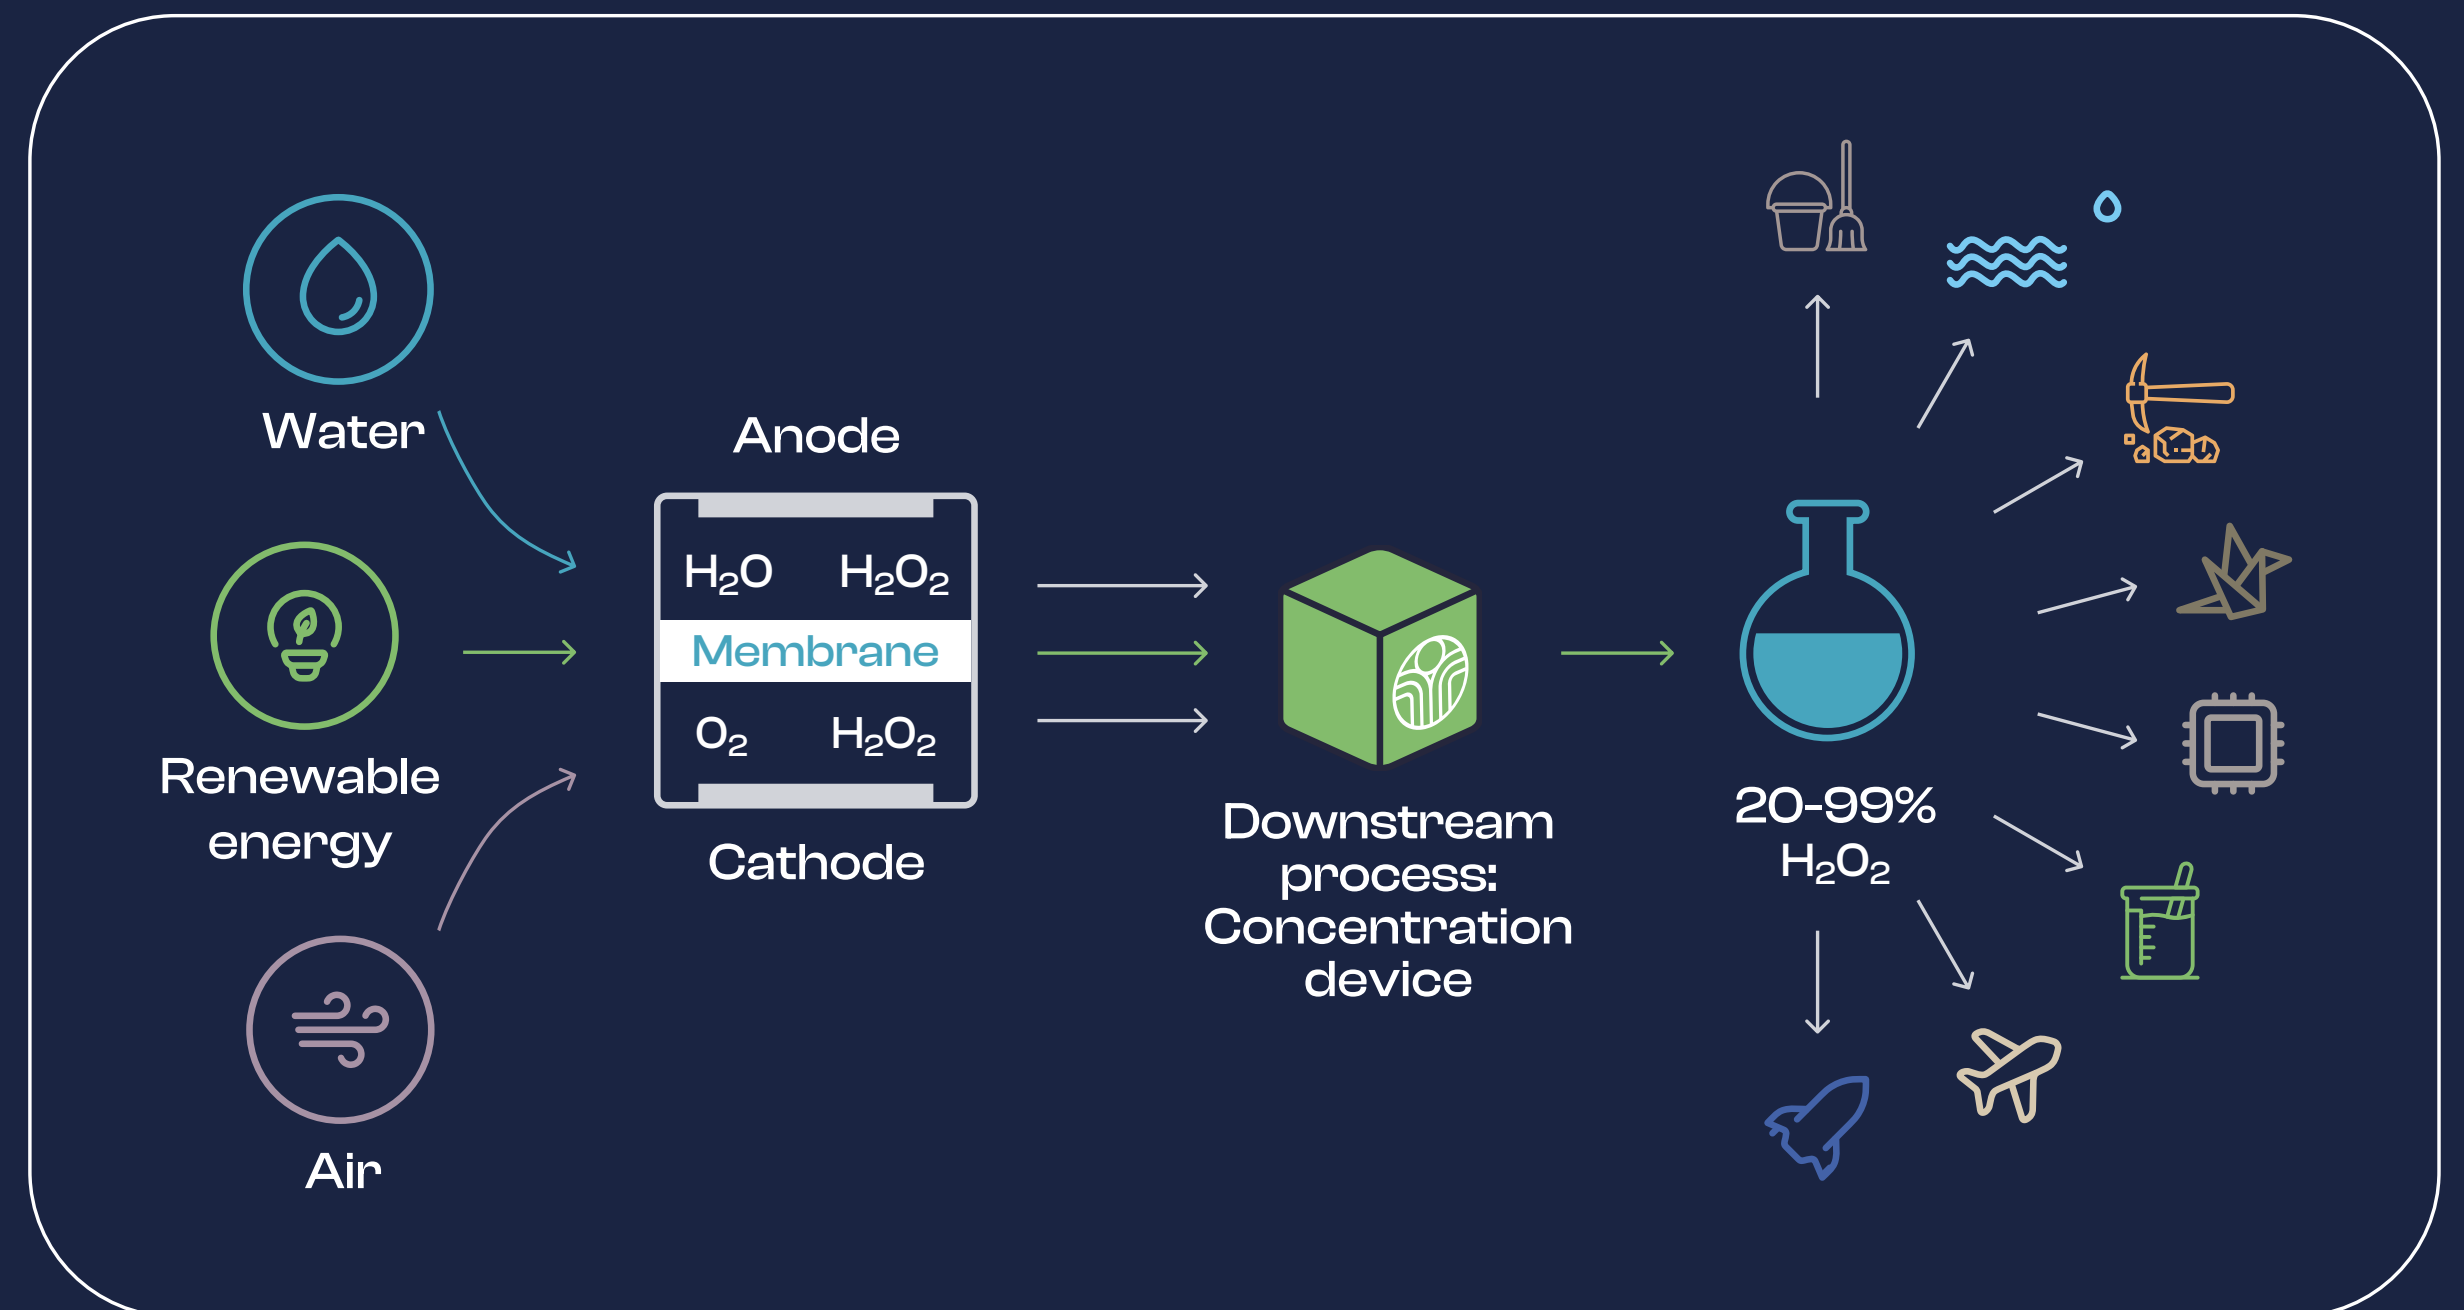 Water
Renewable
energy
Air
Anode
H₂O H₂O₂
Membrane
O₂ H₂O₂
Cathode
Downstream
process:
Concentration
device
20-99%
H₂O₂